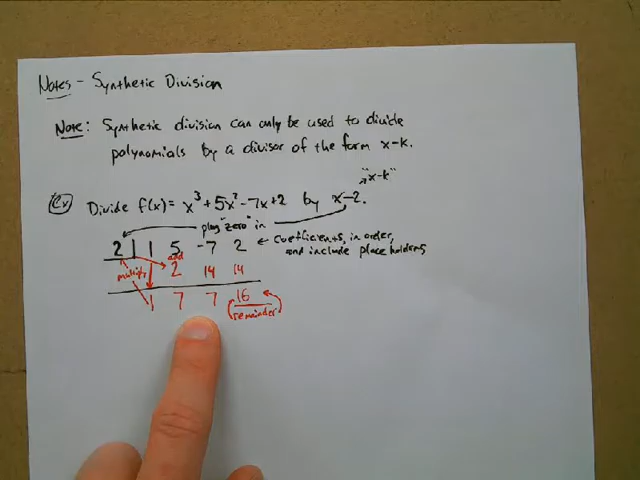 Notes - Synthetic Division
Note: Synthetic division can only be used to divide
polynomials by a divisor of the form x-k.
"x-k"
Ex Divide f(x) = x³ + 5x² - 7x + 2 by x-2.
plug "zero" in
2 1 5 -7 2 ← coefficients, in order,
and include place holders
add
multiply 2 14 14
1 7 7 16
remainder